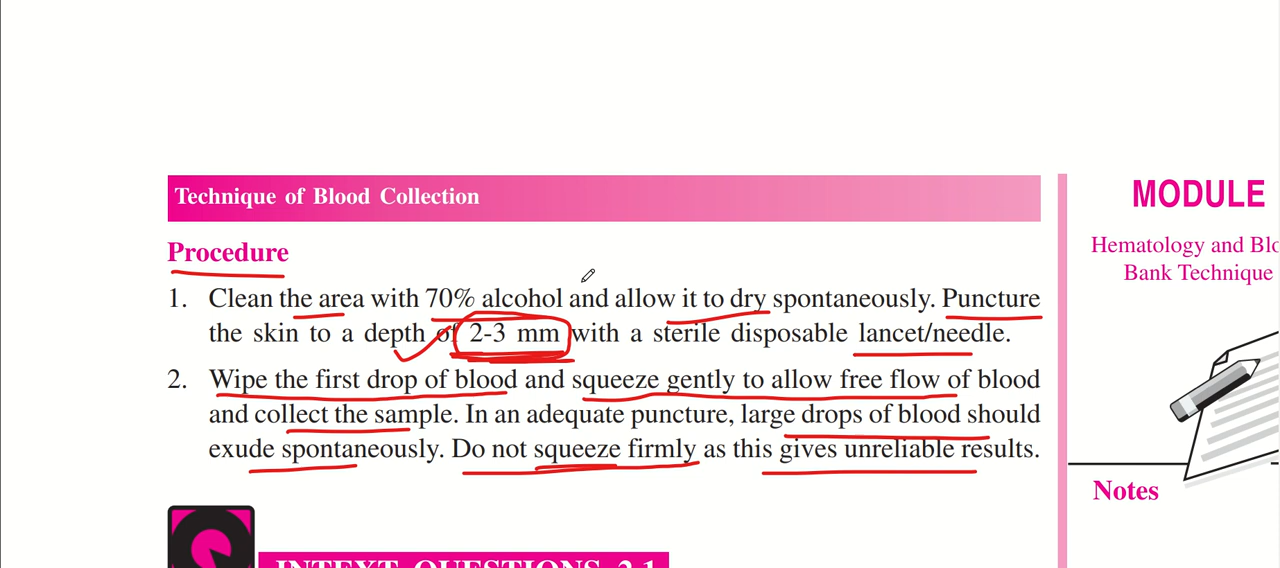 Technique of Blood Collection
MODULE
Procedure
Hematology and Blo
Bank Technique
1. Clean the area with 70% alcohol and allow it to dry spontaneously. Puncture
the skin to a depth of 2-3 mm with a sterile disposable lancet/needle.
2. Wipe the first drop of blood and squeeze gently to allow free flow of blood
and collect the sample. In an adequate puncture, large drops of blood should
exude spontaneously. Do not squeeze firmly as this gives unreliable results.
Notes
INTEXT QUESTIONS 2.1